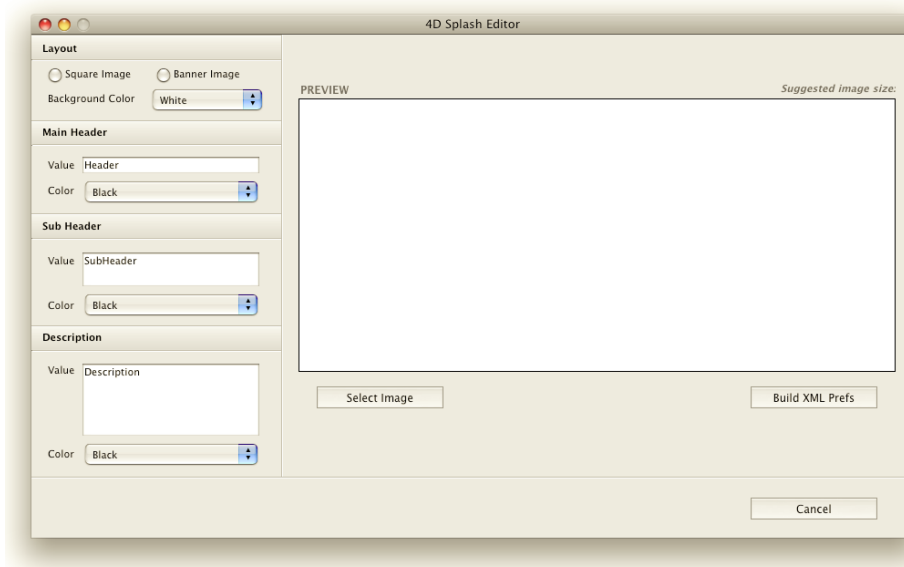 4D Splash Editor
Layout
Square Image
Banner Image
Background Color
White
Main Header
Value
Header
Color
Black
Sub Header
Value
SubHeader
Color
Black
Description
Value
Description
Color
Black
PREVIEW
Suggested image size:
Select Image
Build XML Prefs
Cancel